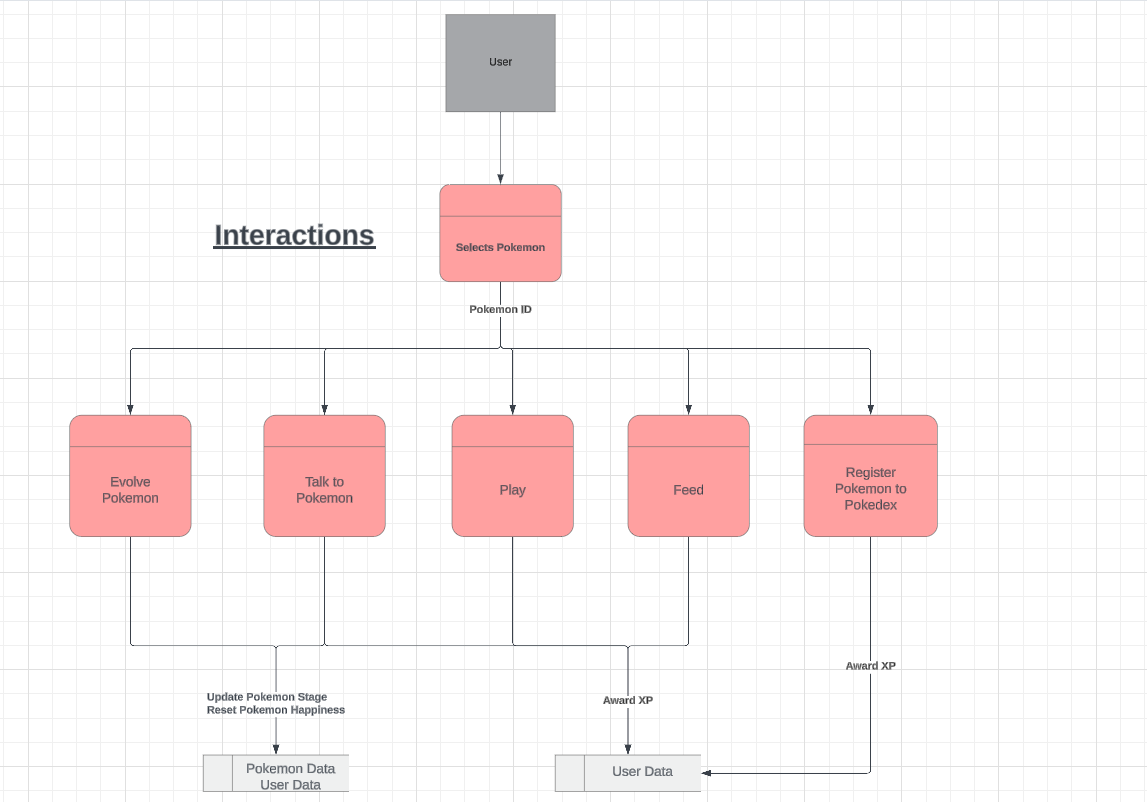 User
Interactions
Selects Pokemon
Pokemon ID
Evolve
Pokemon
Talk to
Pokemon
Play
Feed
Register
Pokemon to
Pokedex
Award XP
Update Pokemon Stage
Reset Pokemon Happiness
Award XP
Pokemon Data
User Data
User Data